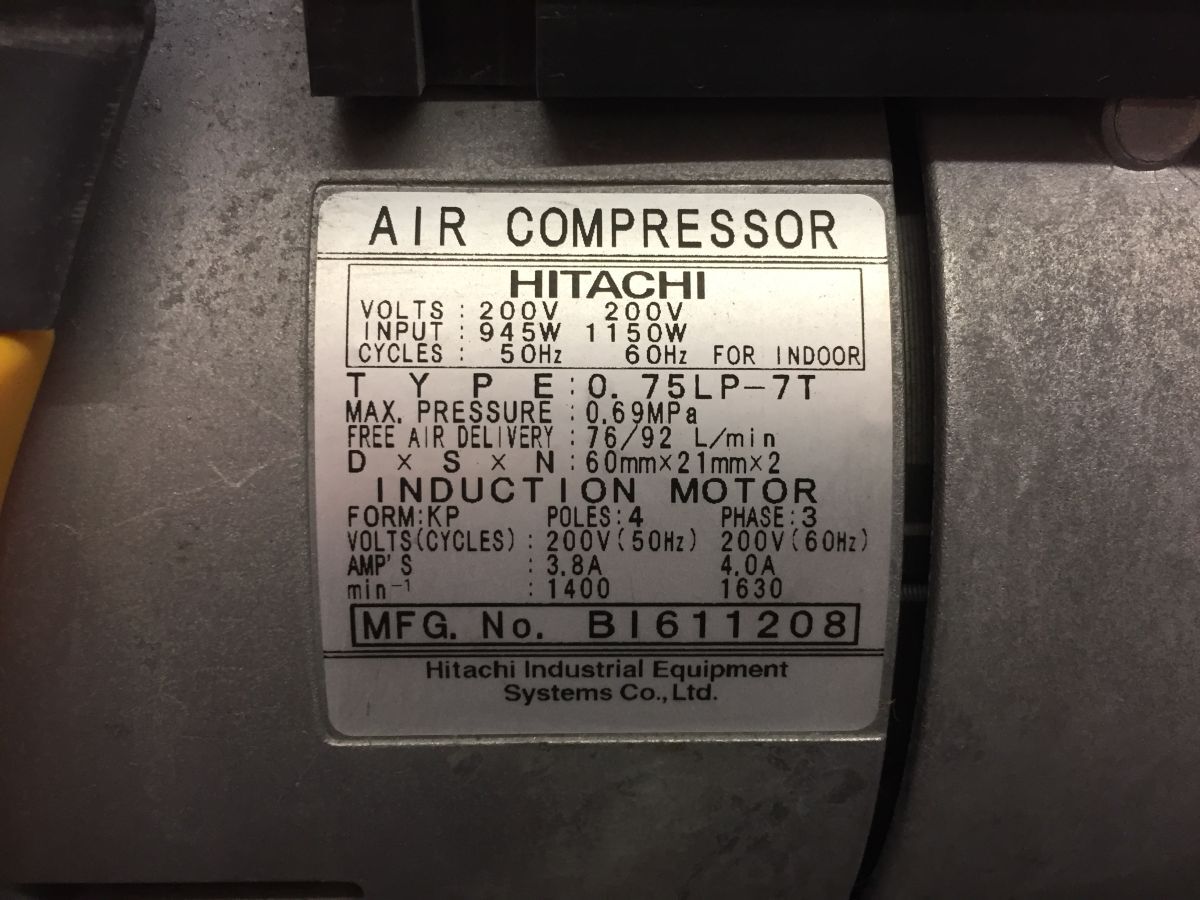 AIR COMPRESSOR
HITACHI
VOLTS : 200V 200V
INPUT : 945W 1150W
CYCLES : 50Hz 60Hz FOR INDOOR
TYPE : 0.75LP-7T
MAX. PRESSURE : 0.69MPa
FREE AIR DELIVERY : 76/92 L/min
D × S × N : 60mm×21mm×2
INDUCTION MOTOR
FORM:KP POLES:4 PHASE:3
VOLTS(CYCLES) : 200V(50Hz) 200V(60Hz)
AMP'S : 3.8A 4.0A
min⁻¹ : 1400 1630
MFG. No. BI611208
Hitachi Industrial Equipment
Systems Co.,Ltd.